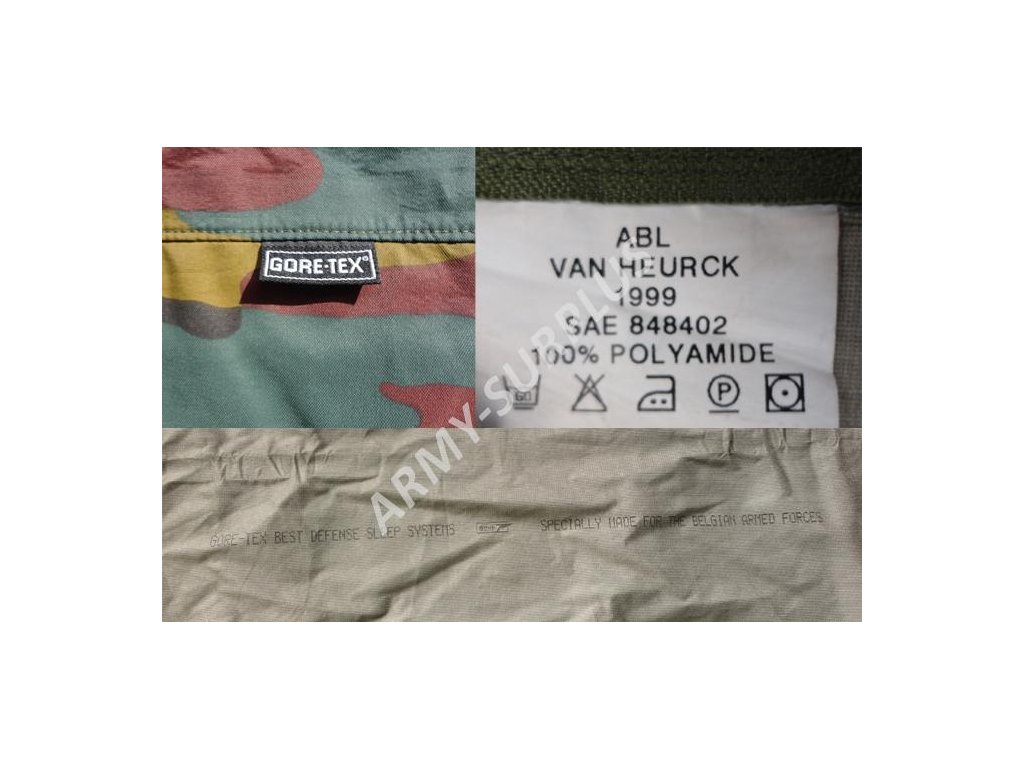 GORE-TEX®
ABL
VAN HEURCK
1999
SAE 848402
100% POLYAMIDE
60
P
GORE-TEX BEST DEFENSE SLEEP SYSTEMS
SPECIALLY MADE FOR THE BELGIAN ARMED FORCES
ARMY-SURPLUS